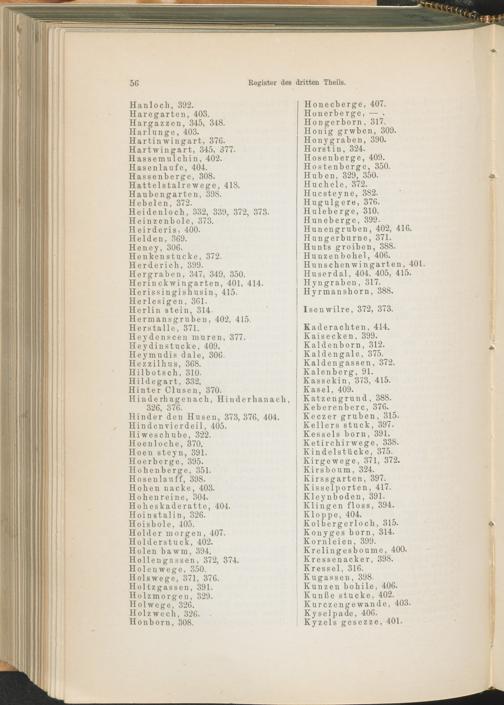 56
Register des dritten Theils.
Hanloch, 392.
Haregarten, 403.
Hargazzen, 345, 348.
Harlunge, 403.
Hartinwingart, 376.
Hartwingart, 345, 377.
Hassemulchin, 402.
Hasenlaufe, 404.
Hassenberge, 308.
Hattelstalrewege, 418.
Haubengarten, 398.
Hebelen, 372.
Heidenloch, 332, 339, 372, 373.
Heinzenbole, 373.
Heirderis, 400.
Helden, 369.
Heney, 306.
Henkenstucke, 372.
Herderich, 399.
Hergraben, 347, 349, 350.
Herinckwingarten, 401, 414.
Herissingishusin, 415.
Herlesigen, 361.
Herlin stein, 314.
Hermansgruben, 402, 415.
Herstalle, 371.
Heydenscen muren, 377.
Heydinstucke, 409.
Heymudis dale, 306.
Hezzilhus, 368.
Hilbotsch, 310.
Hildegart, 332.
Hinter Clusen, 370.
Hinderhagenach, Hinderhanach,
326, 376.
Hinder den Husen, 373, 376, 404.
Hindenvierdeil, 405.
Hiweschube, 322.
Hoenloche, 370.
Hoen steyn, 391.
Hoerberge, 395.
Hohenberge, 351.
Hosenlauff, 398.
Hohen nacke, 403.
Hohenreine, 304.
Hoheskaderatte, 404.
Hoinstalin, 326.
Hoishole, 405.
Holder morgen, 407.
Holderstuck, 402.
Holen bawm, 394.
Hollengassen, 372, 374.
Holenwege, 350.
Holswege, 371, 376.
Holtzgassen, 391.
Holzmorgen, 329.
Holwege, 326.
Holzwech, 326.
Honborn, 308.
Honecberge, 407.
Honerberge, — .
Hongerborn, 317.
Honig grwben, 309.
Honygraben, 390.
Horstin, 324.
Hosenberge, 409.
Hostenberge, 350.
Huben, 329, 350.
Huchele, 372.
Hucsteyne, 382.
Hugulgere, 376.
Huleberge, 310.
Huneberge, 399.
Hunengruben, 402, 416.
Hungerburne, 371.
Hunts groiben, 388.
Hunzenbohel, 406.
Hunschenwingarten, 401.
Huserdal, 404, 405, 415.
Hyngraben, 317.
Hyrmanshorn, 388.
Isenwilre, 372, 373.
Kaderachten, 414.
Kaisecken, 399.
Kaldenborn, 312.
Kaldengale, 375.
Kaldengassen, 372.
Kalenberg, 91.
Kassekin, 373, 415.
Kasel, 409.
Katzengrund, 388.
Keberenberc, 376.
Keczer gruben, 315.
Kellers stuck, 397.
Kessels born, 391.
Ketirchirwege, 338.
Kindelstücke, 375.
Kirgewege, 371, 372.
Kirsboum, 324.
Kirssgarten, 397.
Kisselporten, 417.
Kleynboden, 391.
Klingen floss, 394.
Kloppe, 404.
Kolbergerloch, 315.
Konyges born, 314.
Kornleien, 399.
Krelingesboume, 400.
Kressenacker, 398.
Kressel, 316.
Kugassen, 398.
Kunzen bohile, 406.
Kunße stucke, 402.
Kurczengewande, 403.
Kyselpade, 406.
Kyzels gesezze, 401.